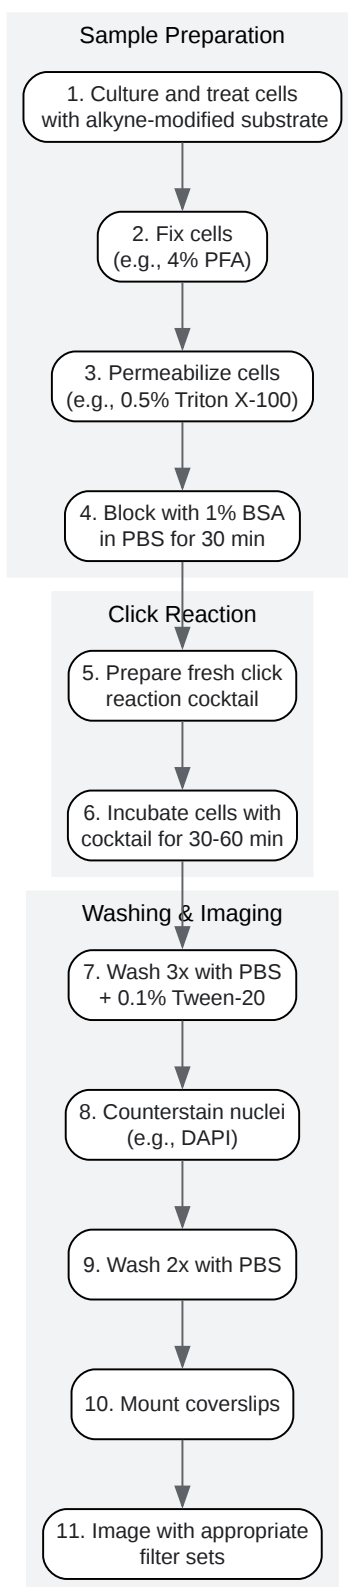 Sample Preparation
1. Culture and treat cells
with alkyne-modified substrate
2. Fix cells
(e.g., 4% PFA)
3. Permeabilize cells
(e.g., 0.5% Triton X-100)
4. Block with 1% BSA
in PBS for 30 min
Click Reaction
5. Prepare fresh click
reaction cocktail
6. Incubate cells with
cocktail for 30-60 min
Washing & Imaging
7. Wash 3x with PBS
+ 0.1% Tween-20
8. Counterstain nuclei
(e.g., DAPI)
9. Wash 2x with PBS
10. Mount coverslips
11. Image with appropriate
filter sets